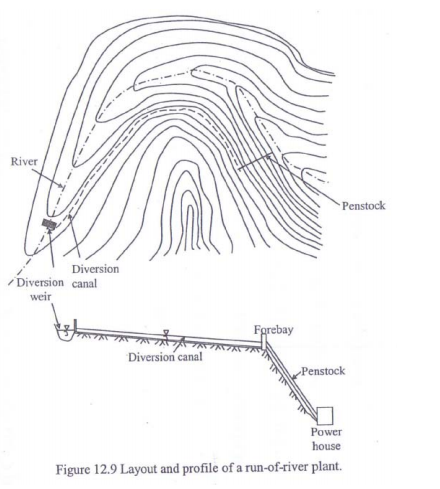 River
Penstock
Diversion
canal
Diversion
weir
Forebay
Diversion canal
Penstock
Power
house
Figure 12.9 Layout and profile of a run-of-river plant.